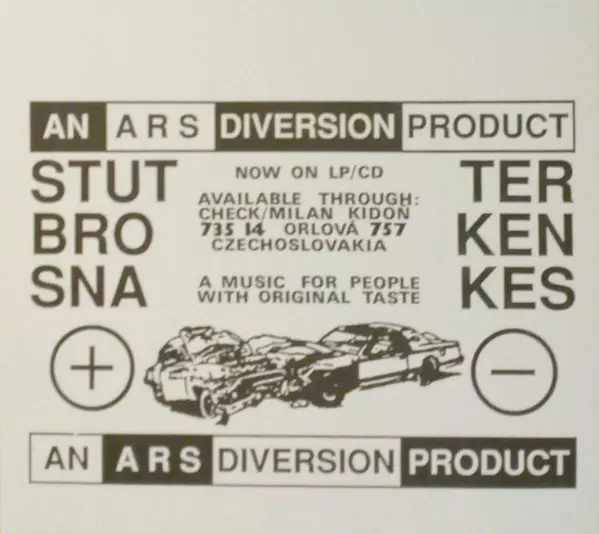 AN ARS DIVERSION PRODUCT
STUT TER
BRO KEN
SNA KES
NOW ON LP/CD
AVAILABLE THROUGH:
CHECK/MILAN KIDOŇ
735 14 ORLOVÁ 757
CZECHOSLOVAKIA
A MUSIC FOR PEOPLE
WITH ORIGINAL TASTE
+ −
AN ARS DIVERSION PRODUCT